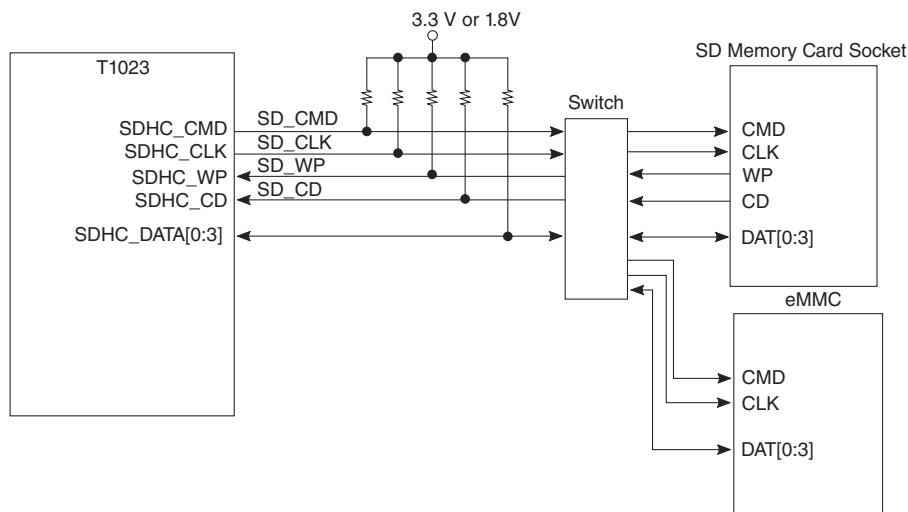 3.3 V or 1.8V
T1023
SDHC_CMD
SDHC_CLK
SDHC_WP
SDHC_CD
SDHC_DATA[0:3]
SD_CMD
SD_CLK
SD_WP
SD_CD
Switch
SD Memory Card Socket
CMD
CLK
WP
CD
DAT[0:3]
eMMC
CMD
CLK
DAT[0:3]